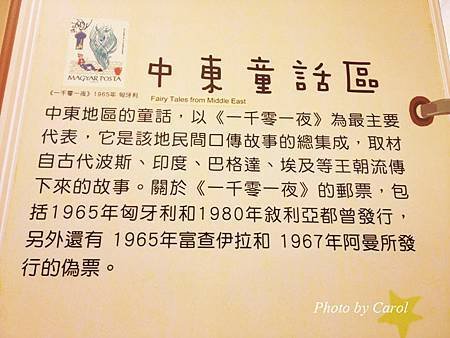 MAGYAR POSTA
中東童話區
《一千零一夜》1965年 匈牙利
Fairy Tales from Middle East
中東地區的童話，以《一千零一夜》為最主要
代表，它是該地民間口傳故事的總集成，取材
自古代波斯、印度、巴格達、埃及等王朝流傳
下來的故事。關於《一千零一夜》的郵票，包
括1965年匈牙利和1980年敘利亞都曾發行，
另外還有 1965年富查伊拉和 1967年阿曼所發
行的偽票。
Photo by Carol